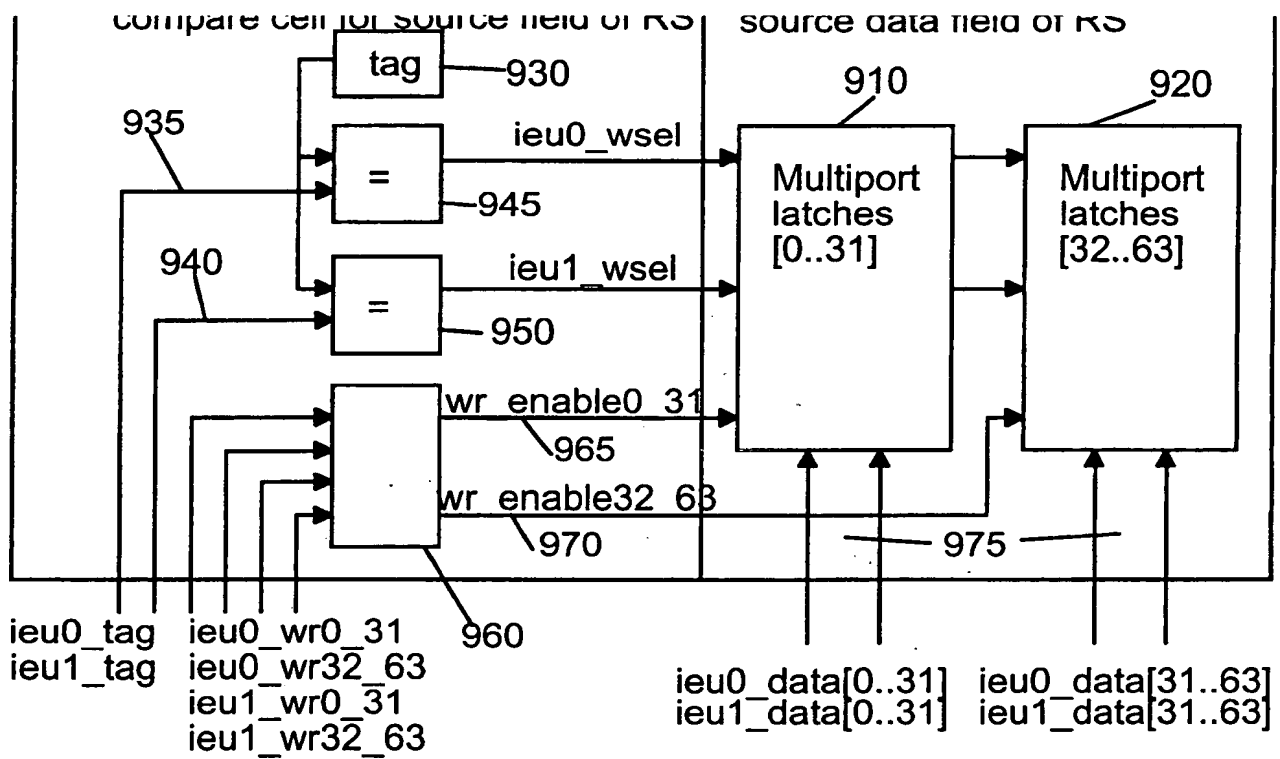 compare cell for source field of RS
source data field of RS
tag
930
910
920
935
ieu0_wsel
=
945
Multiport
latches
[0..31]
Multiport
latches
[32..63]
940
ieu1_wsel
=
950
wr_enable0_31
965
wr_enable32_63
970
975
960
ieu0_tag
ieu1_tag
ieu0_wr0_31
ieu0_wr32_63
ieu1_wr0_31
ieu1_wr32_63
ieu0_data[0..31]
ieu1_data[0..31]
ieu0_data[31..63]
ieu1_data[31..63]